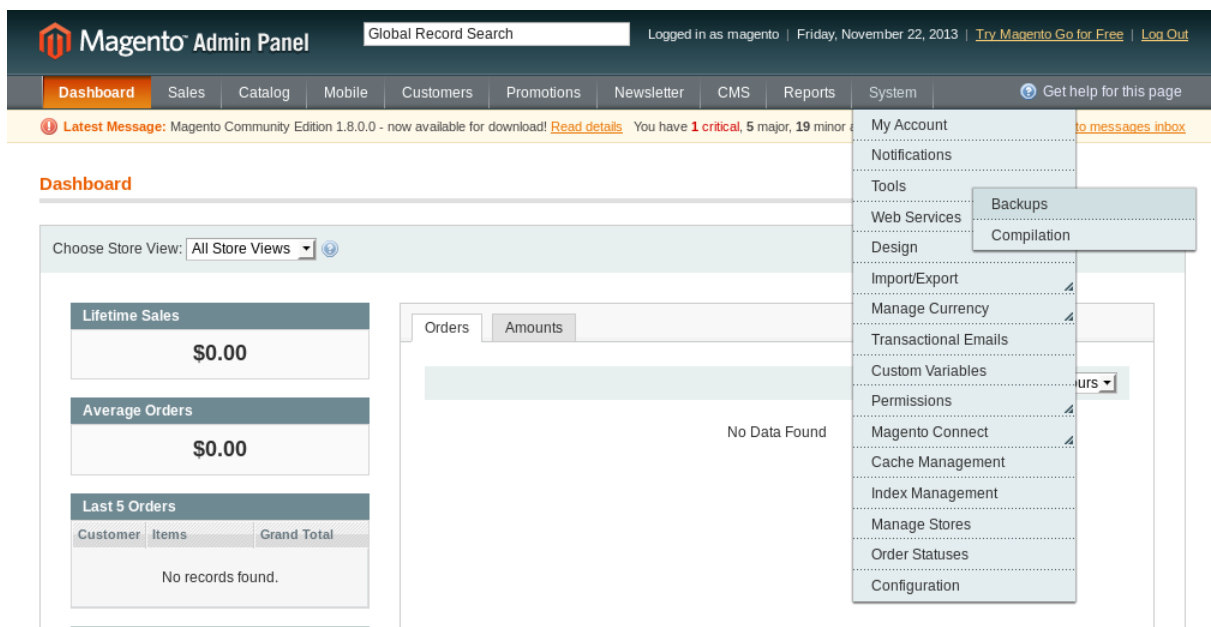 Magento Admin Panel
Global Record Search
Logged in as magento | Friday, November 22, 2013 | Try Magento Go for Free | Log Out
Dashboard Sales Catalog Mobile Customers Promotions Newsletter CMS Reports System Get help for this page
Latest Message: Magento Community Edition 1.8.0.0 - now available for download! Read details You have 1 critical, 5 major, 19 minor to messages inbox
My Account
Notifications
Tools
Backups
Compilation
Web Services
Design
Import/Export
Manage Currency
Transactional Emails
Custom Variables
Permissions
Magento Connect
Cache Management
Index Management
Manage Stores
Order Statuses
Configuration
Dashboard
Choose Store View: All Store Views
Lifetime Sales
$0.00
Average Orders
$0.00
Last 5 Orders
Customer Items Grand Total
No records found.
Orders Amounts
No Data Found